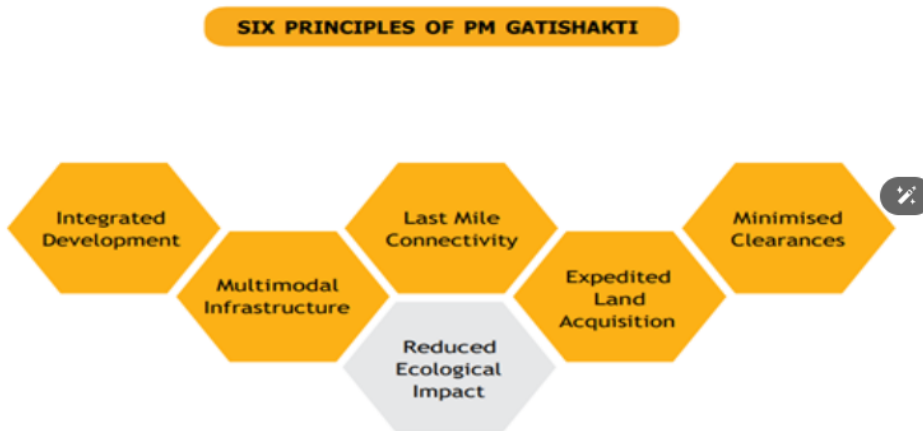 SIX PRINCIPLES OF PM GATISHAKTI
Integrated
Development
Multimodal
Infrastructure
Last Mile
Connectivity
Reduced
Ecological
Impact
Expedited
Land
Acquisition
Minimised
Clearances